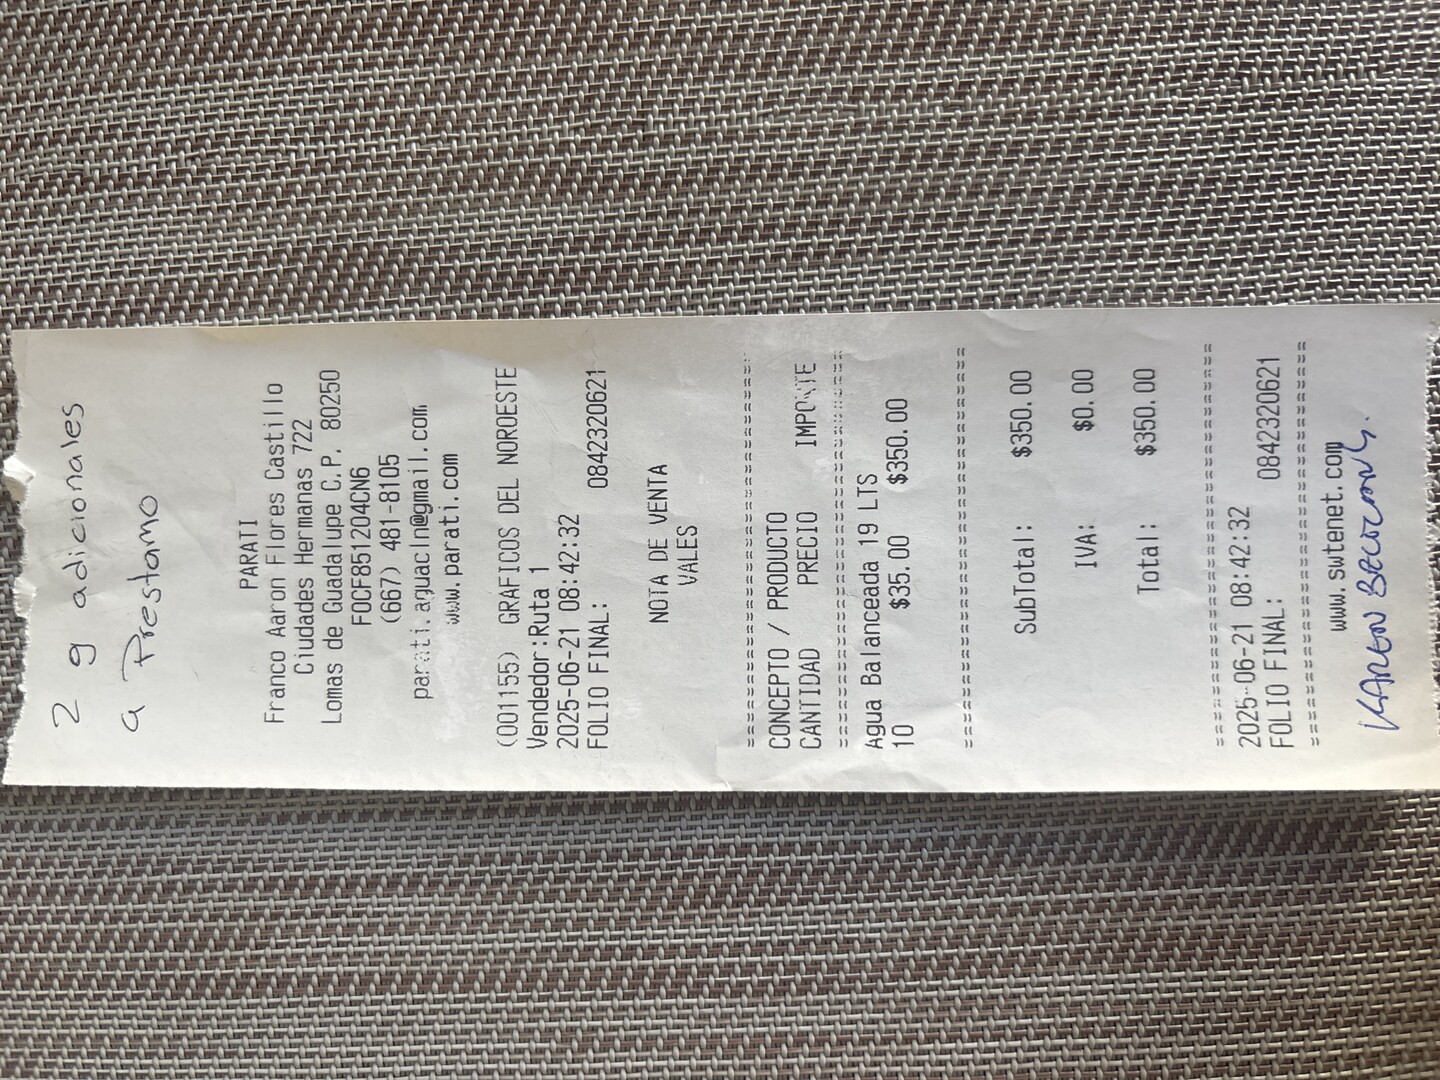 2 g adicionales
a Prestamo
PARATI
Franco Aaron Flores Castillo
Ciudades Hermanas 722
Lomas de Guadalupe C.P. 80250
FOCF851204CN6
(667) 481-8105
parati.aguacln@gmail.com
www.parati.com
(001155) GRAFICOS DEL NOROESTE
Vendedor:Ruta 1
2025-06-21 08:42:32
FOLIO FINAL: 0842320621
NOTA DE VENTA
VALES
==============================
CONCEPTO / PRODUCTO
CANTIDAD PRECIO IMPORTE
==============================
Agua Balanceada 19 LTS
10 $35.00 $350.00
==============================
SubTotal: $350.00
IVA: $0.00
Total: $350.00
==============================
2025-06-21 08:42:32
FOLIO FINAL: 0842320621
==============================
www.swtenet.com
KAREN